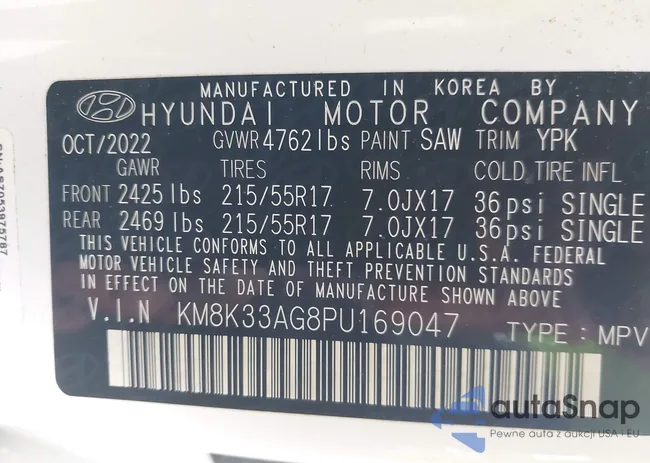 MANUFACTURED IN KOREA BY
HYUNDAI MOTOR COMPANY
OCT/2022 GVWR 4762 lbs PAINT SAW TRIM YPK
GAWR TIRES RIMS COLD TIRE INFL
FRONT 2425 lbs 215/55R17 7.0JX17 36 psi SINGLE
REAR 2469 lbs 215/55R17 7.0JX17 36 psi SINGLE
THIS VEHICLE CONFORMS TO ALL APPLICABLE U.S.A. FEDERAL
MOTOR VEHICLE SAFETY AND THEFT PREVENTION STANDARDS
IN EFFECT ON THE DATE OF MANUFACTURE SHOWN ABOVE.
V.I.N KM8K33AG8PU169047 TYPE : MPV
autoSnap
Pewne auta z aukcji USA i EU